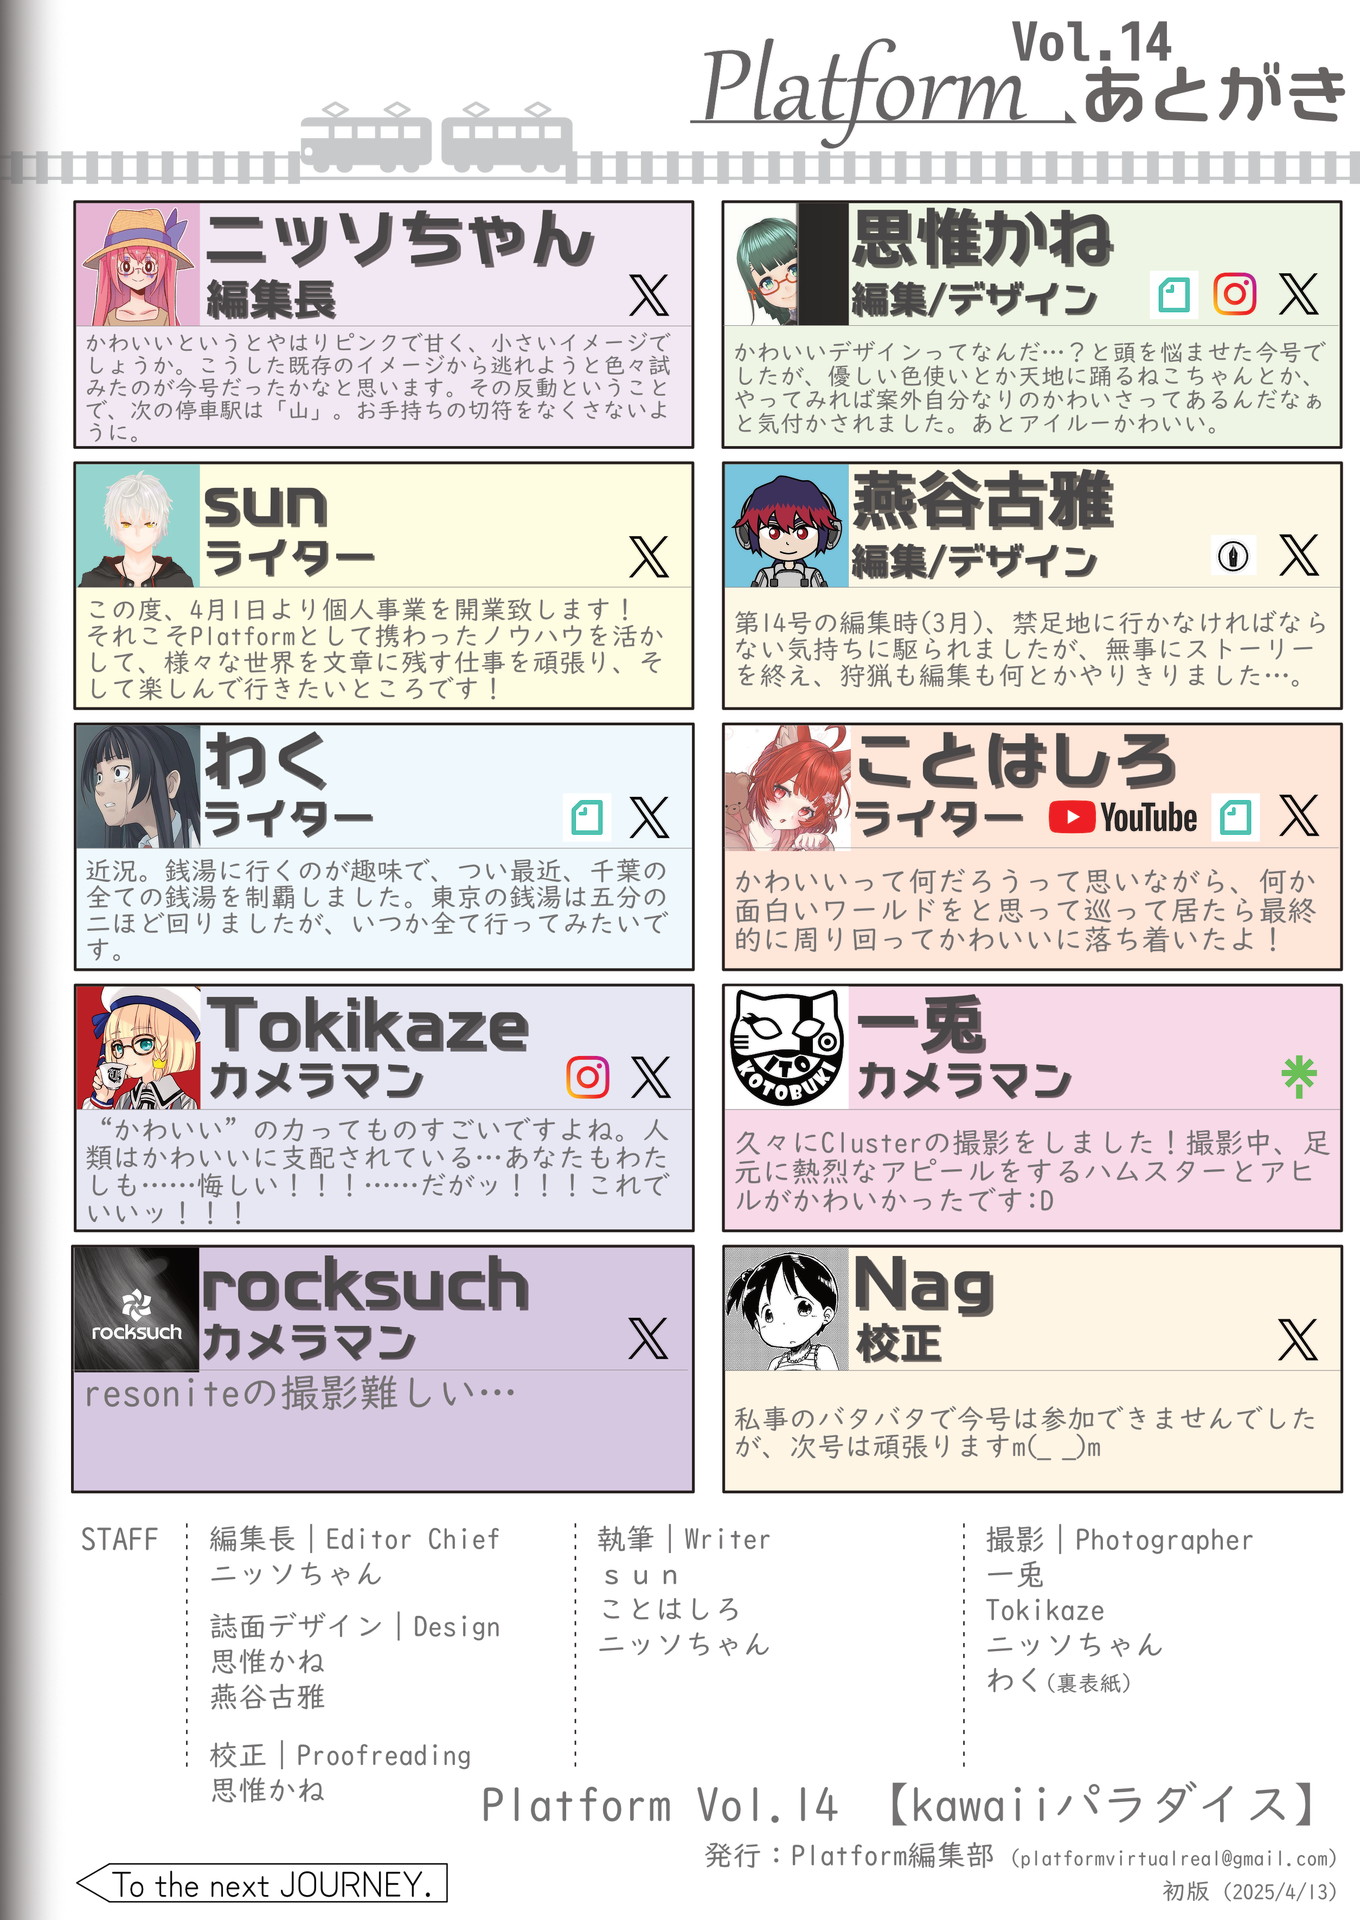 Vol.14
Platform あとがき
ニッソちゃん
編集長
かわいいというとやはりピンクで甘く、小さいイメージで
しょうか。こうした既存のイメージから逃れようと色々試
みたのが今号だったかなと思います。その反動ということ
で、次の停車駅は「山」。お手持ちの切符をなくさないよ
うに。
思惟かね
編集/デザイン
かわいいデザインってなんだ…？と頭を悩ませた今号で
したが、優しい色使いとか天地に踊るねこちゃんとか、
やってみれば案外自分なりのかわいさってあるんだなぁ
と気付かされました。あとアイルーかわいい。
sun
ライター
この度、4月1日より個人事業を開業致します！
それこそPlatformとして携わったノウハウを活か
して、様々な世界を文章に残す仕事を頑張り、そ
して楽しんで行きたいところです！
燕谷古雅
編集/デザイン
第14号の編集時(3月)、禁足地に行かなければなら
ない気持ちに駆られましたが、無事にストーリー
を終え、狩猟も編集も何とかやりきりました…。
わく
ライター
近況。銭湯に行くのが趣味で、つい最近、千葉の
全ての銭湯を制覇しました。東京の銭湯は五分の
二ほど回りましたが、いつか全て行ってみたいで
す。
ことはしろ
ライター YouTube
かわいいって何だろうって思いながら、何か
面白いワールドをと思って巡って居たら最終
的に周り回ってかわいいに落ち着いたよ！
Tokikaze
カメラマン
“かわいい”の力ってものすごいですよね。人
類はかわいいに支配されている…あなたもわた
しも……悔しい！！！……だがッ！！！これで
いいッ！！！
ITO
KOTOBUKI
一兎
カメラマン
久々にClusterの撮影をしました！撮影中、足
元に熱烈なアピールをするハムスターとアヒ
ルがかわいかったです:D
rocksuch
rocksuch
カメラマン
resoniteの撮影難しい…
Nag
校正
私事のバタバタで今号は参加できませんでした
が、次号は頑張りますm(_ _)m
STAFF
編集長｜Editor Chief
ニッソちゃん
誌面デザイン｜Design
思惟かね
燕谷古雅
校正｜Proofreading
思惟かね
執筆｜Writer
ｓｕｎ
ことはしろ
ニッソちゃん
撮影｜Photographer
一兎
Tokikaze
ニッソちゃん
わく(裏表紙)
Platform Vol.14 【kawaiiパラダイス】
発行：Platform編集部 (platformvirtualreal@gmail.com)
初版 (2025/4/13)
To the next JOURNEY.